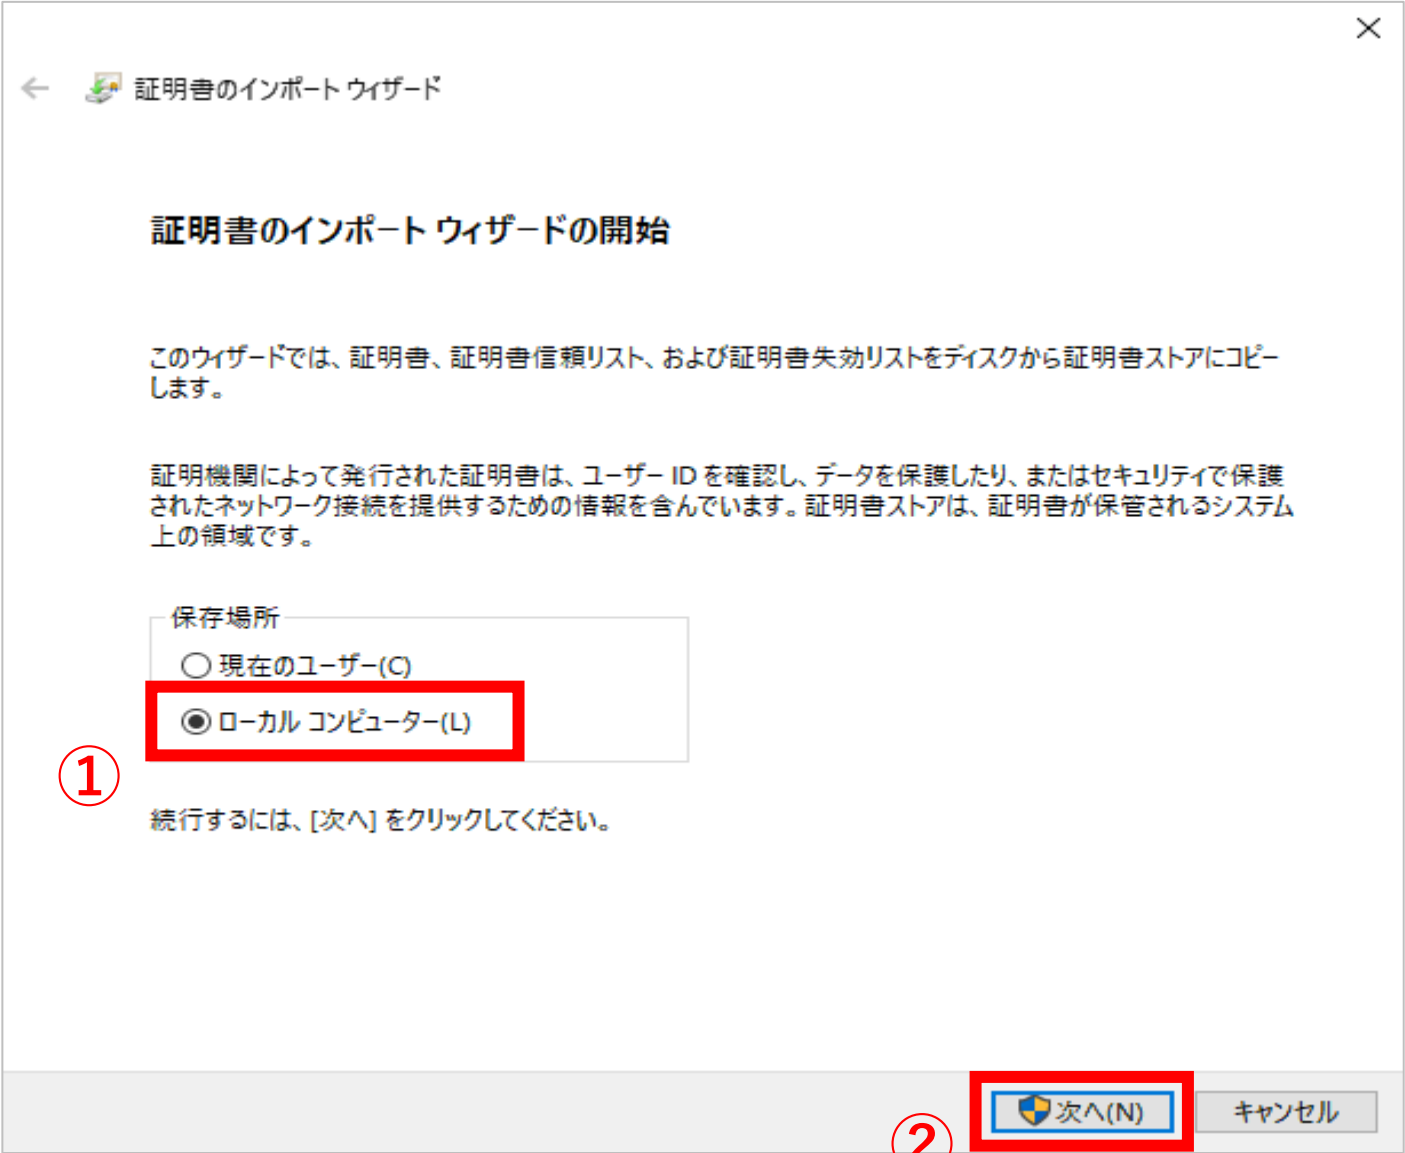 証明書のインポート ウィザード
証明書のインポート ウィザードの開始
このウィザードでは、証明書、証明書信頼リスト、および証明書失効リストをディスクから証明書ストアにコピー
します。
証明機関によって発行された証明書は、ユーザー ID を確認し、データを保護したり、またはセキュリティで保護
されたネットワーク接続を提供するための情報を含んでいます。証明書ストアは、証明書が保管されるシステム
上の領域です。
保存場所
現在のユーザー(C)
ローカル コンピューター(L)
①
続行するには、[次へ] をクリックしてください。
②
次へ(N)
キャンセル